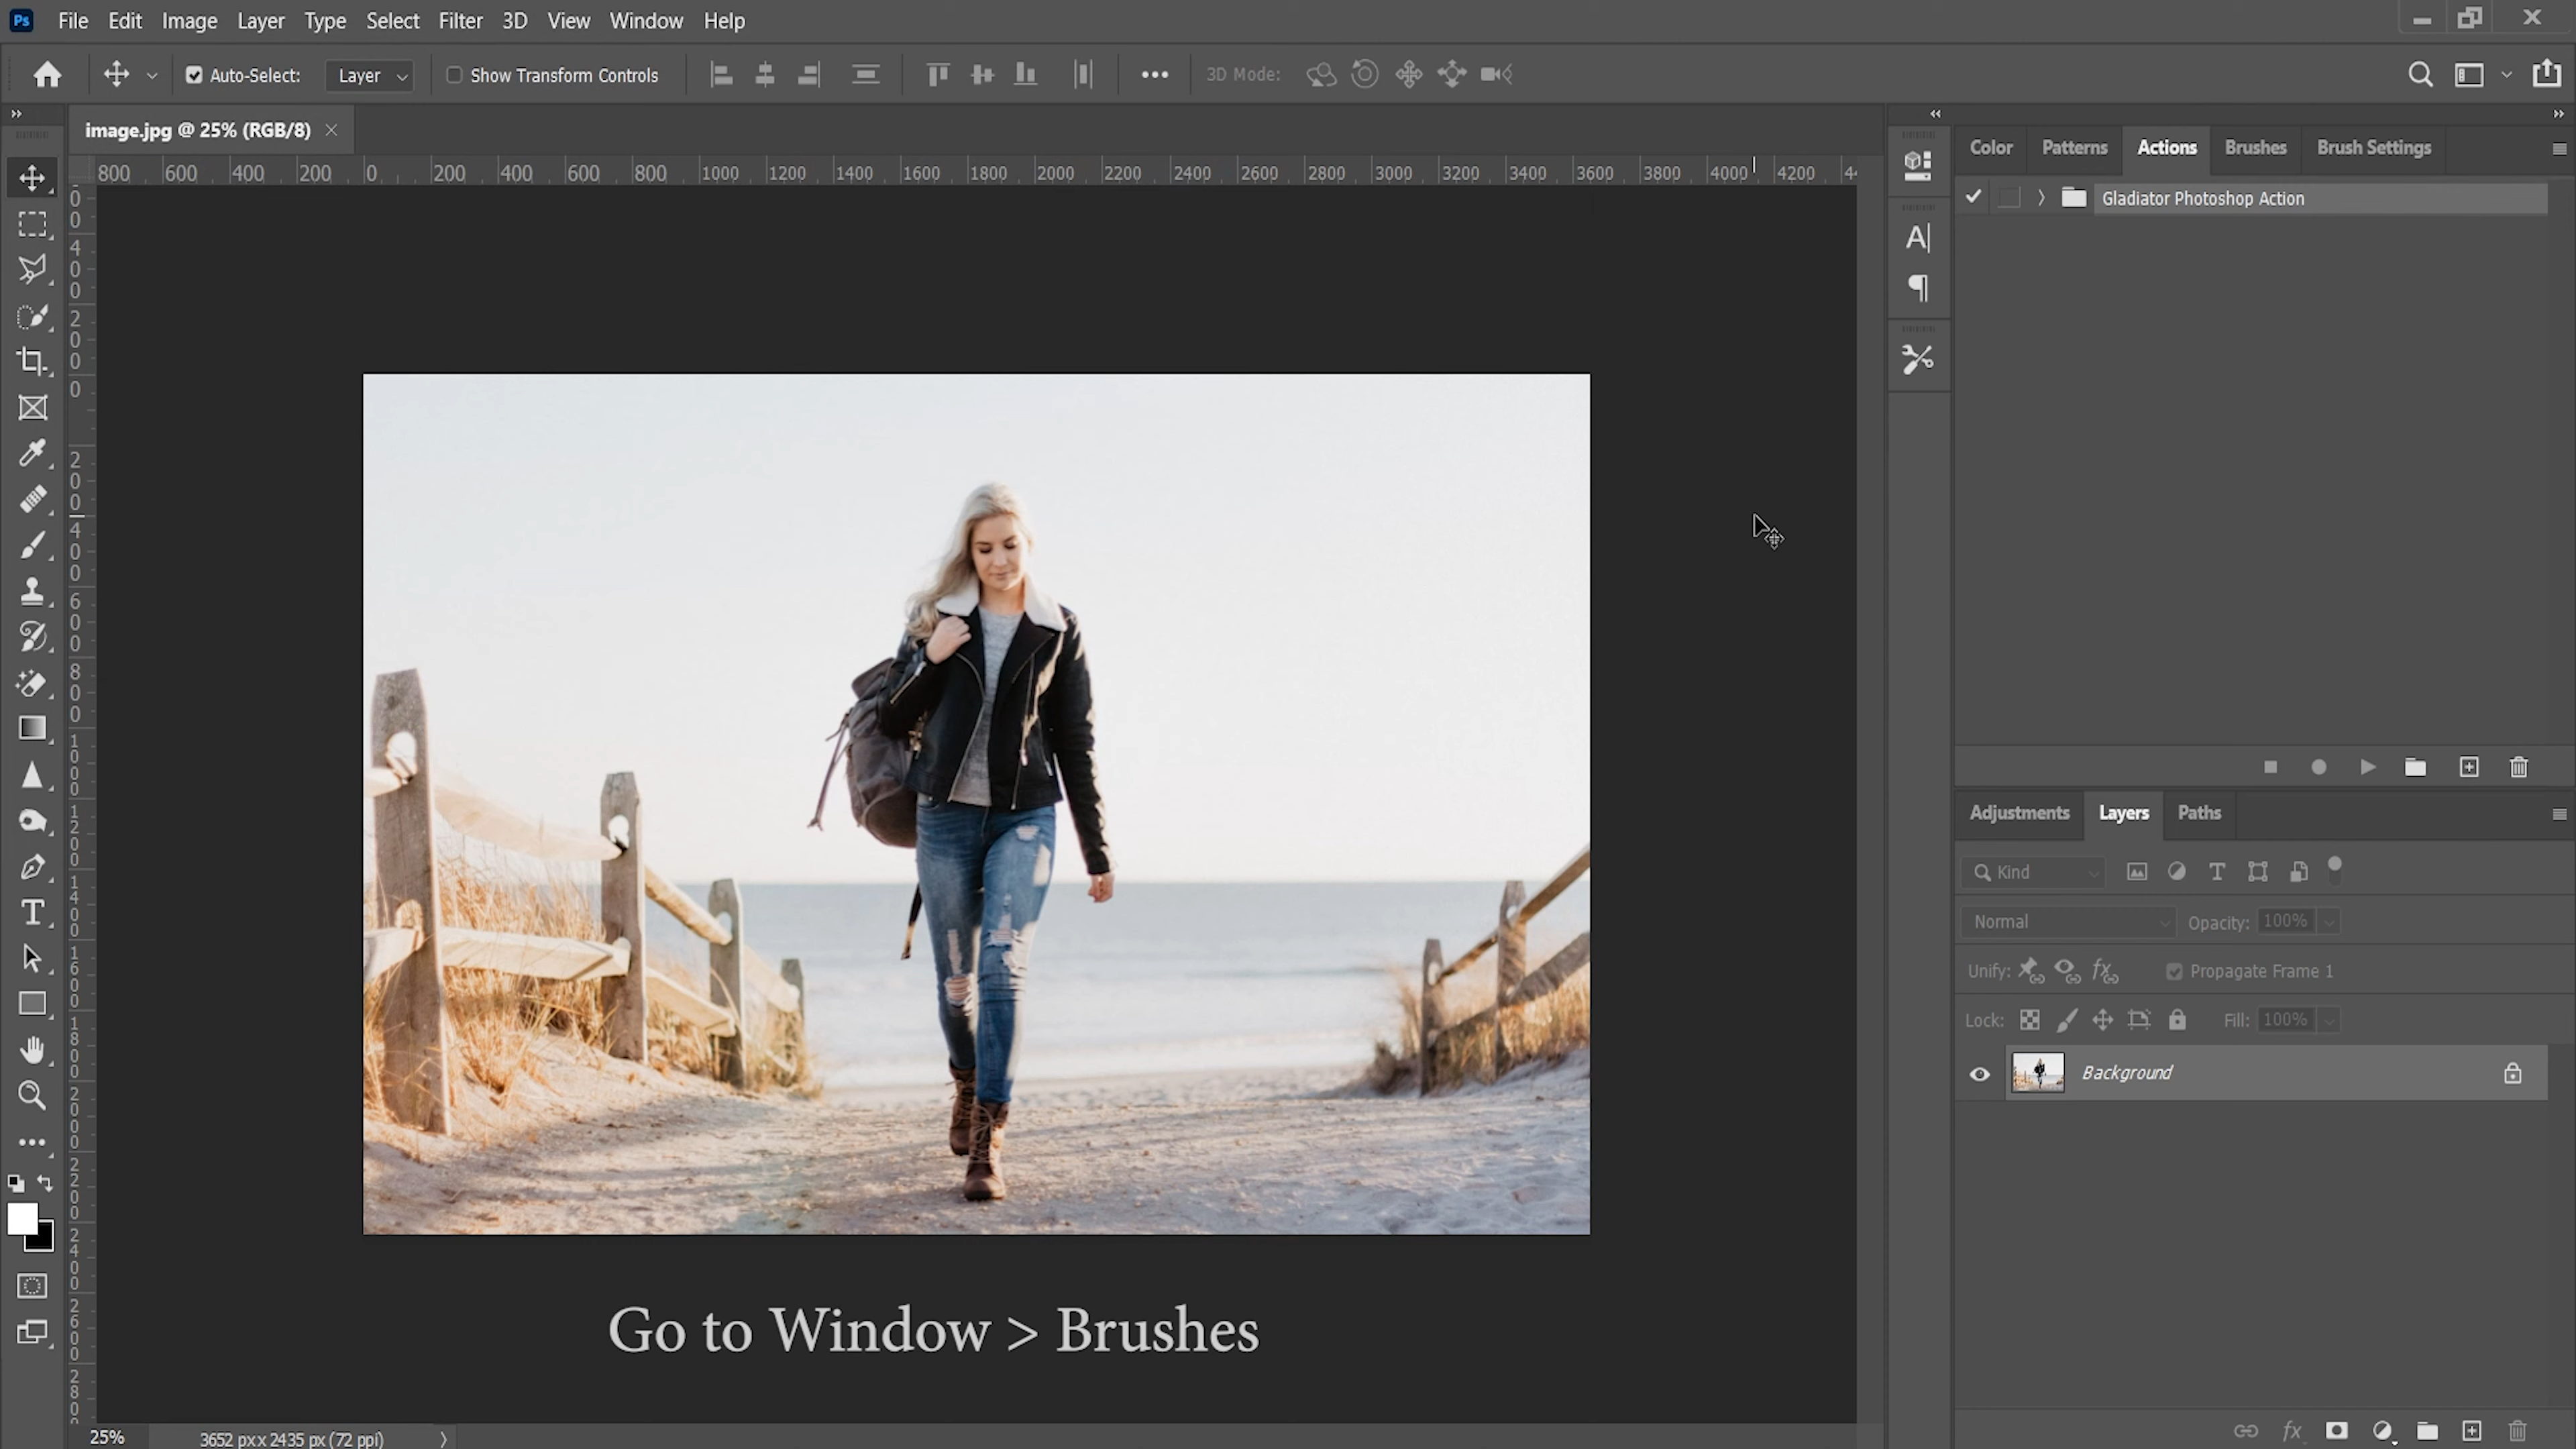 Ps File Edit Image Layer Type Select Filter 3D View Window Help
Auto-Select: Layer Show Transform Controls 3D Mode:
image.jpg @ 25% (RGB/8)
800 600 400 200 0 200 400 600 800 1000 1200 1400 1600 1800 2000 2200 2400 2600 2800 3000 3200 3400 3600 3800 4000 4200
Color Patterns Actions Brushes Brush Settings
Gladiator Photoshop Action
Adjustments Layers Paths
Kind
Normal Opacity: 100%
Unify: Propagate Frame 1
Lock: Fill: 100%
Background
Go to Window > Brushes
25% 3652 px x 2435 px (72 ppi)